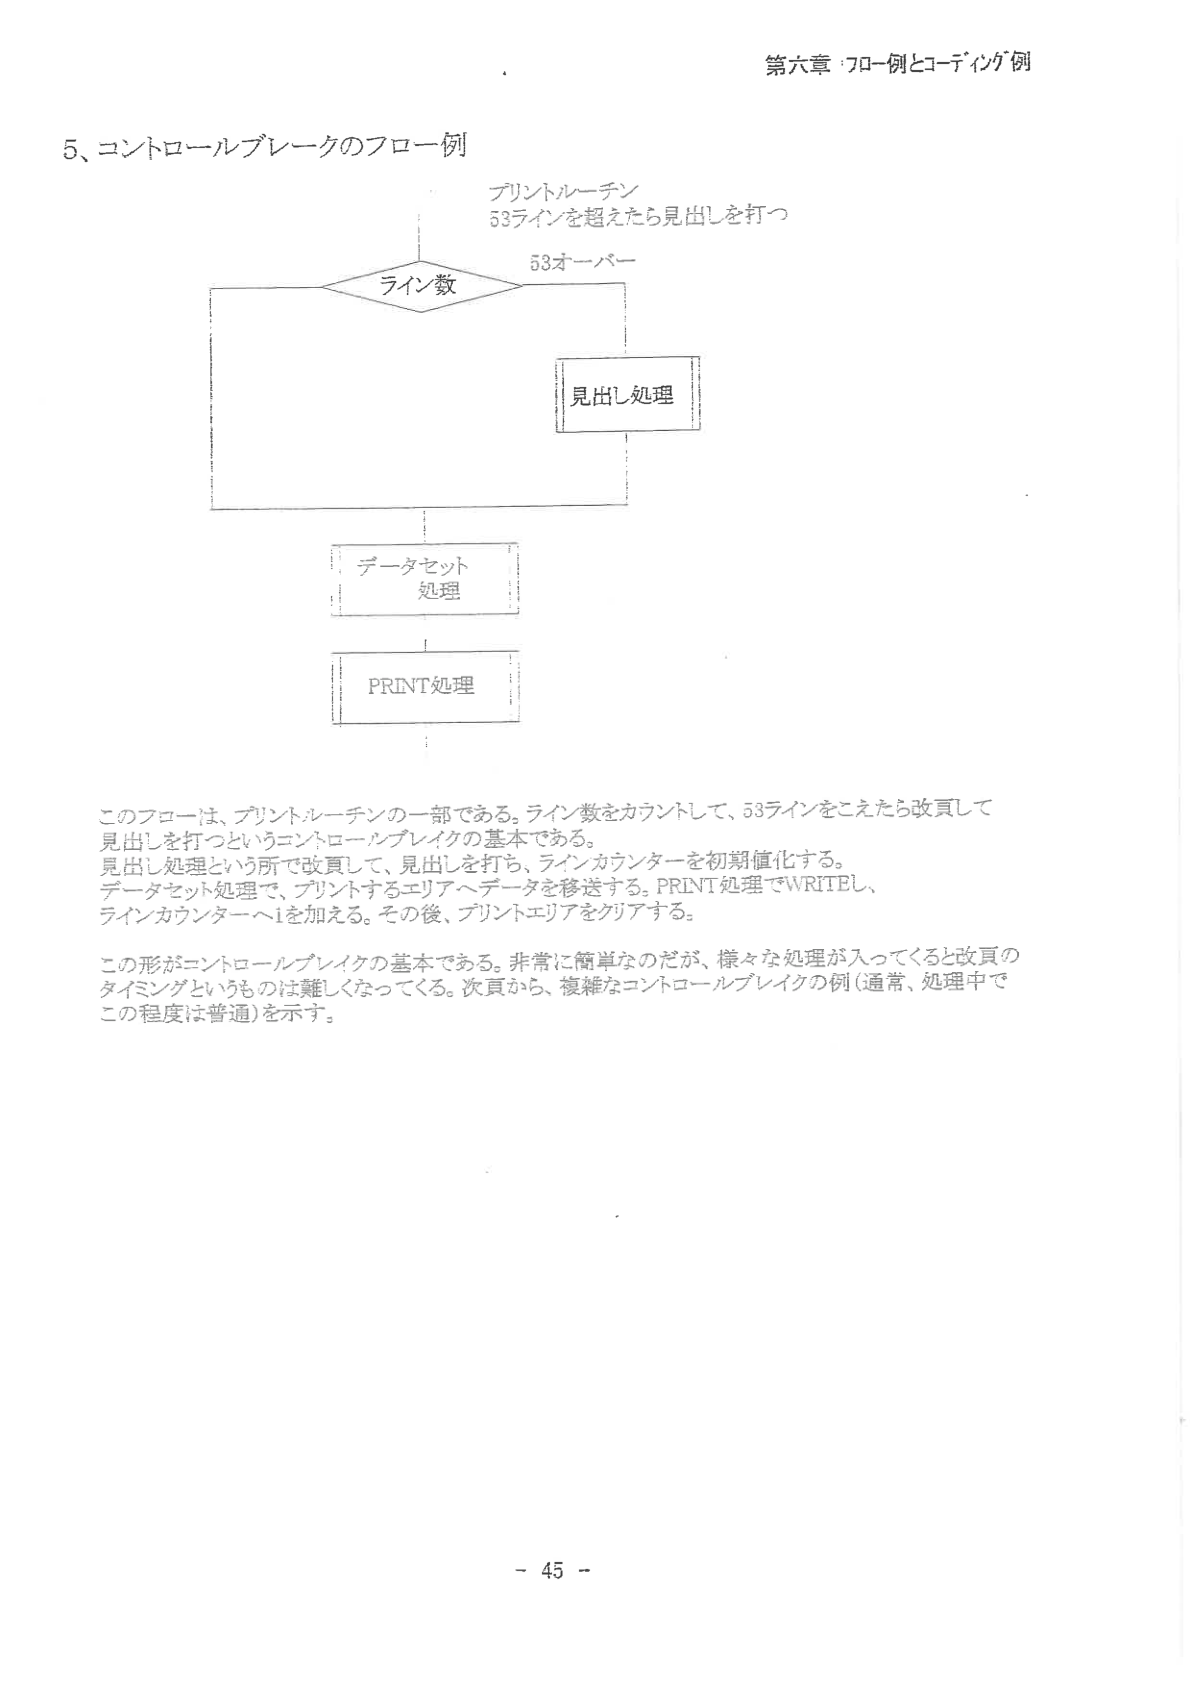 第六章 フロー例とコーディング例
5、コントロールブレークのフロー例
プリントルーチン
53ラインを超えたら見出しを打つ
53オーバー
ライン数
見出し処理
データセット
処理
PRINT処理
このフローは、プリントルーチンの一部である。ライン数をカウントして、53ラインをこえたら改頁して
見出しを打つというコントロールブレイクの基本である。
見出し処理という所で改頁して、見出しを打ち、ラインカウンターを初期値化する。
データセット処理で、プリントするエリアへデータを移送する。PRINT処理でWRITEし、
ラインカウンターへ1を加える。その後、プリントエリアをクリアする。
この形がコントロールブレイクの基本である。非常に簡単なのだが、様々な処理が入ってくると改頁の
タイミングというものは難しくなってくる。次頁から、複雑なコントロールブレイクの例(通常、処理中で
この程度は普通)を示す。
- 45 -